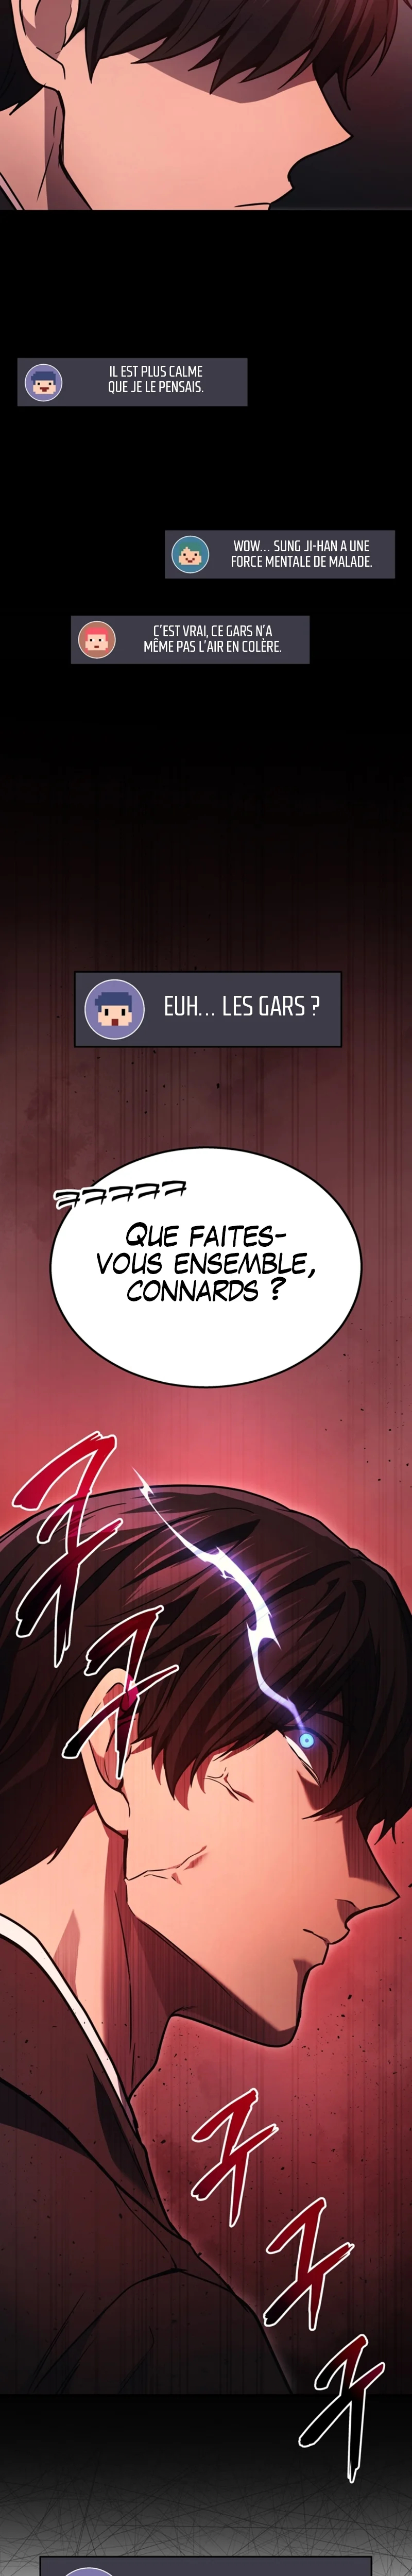 IL EST PLUS CALME
QUE JE LE PENSAIS.
WOW... SUNG JI-HAN A UNE
FORCE MENTALE DE MALADE.
C'EST VRAI, CE GARS N'A
MÊME PAS L'AIR EN COLÈRE.
EUH... LES GARS ?
ㅋㅋㅋㅋㅋ
QUE FAITES-
VOUS ENSEMBLE,
CONNARDS ?